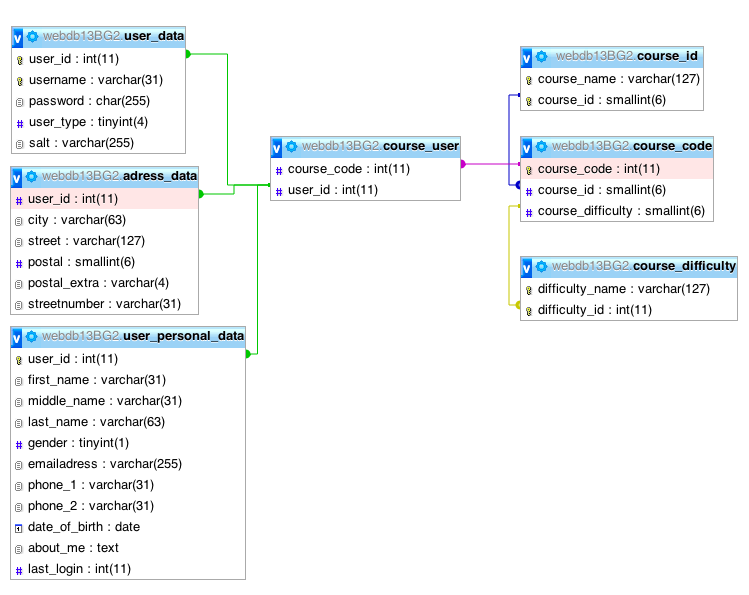 webdb13BG2.user_data
user_id : int(11)
username : varchar(31)
password : char(255)
user_type : tinyint(4)
salt : varchar(255)
webdb13BG2.adress_data
user_id : int(11)
city : varchar(63)
street : varchar(127)
postal : smallint(6)
postal_extra : varchar(4)
streetnumber : varchar(31)
webdb13BG2.user_personal_data
user_id : int(11)
first_name : varchar(31)
middle_name : varchar(31)
last_name : varchar(63)
gender : tinyint(1)
emailadress : varchar(255)
phone_1 : varchar(31)
phone_2 : varchar(31)
date_of_birth : date
about_me : text
last_login : int(11)
webdb13BG2.course_user
course_code : int(11)
user_id : int(11)
webdb13BG2.course_id
course_name : varchar(127)
course_id : smallint(6)
webdb13BG2.course_code
course_code : int(11)
course_id : smallint(6)
course_difficulty : smallint(6)
webdb13BG2.course_difficulty
difficulty_name : varchar(127)
difficulty_id : int(11)